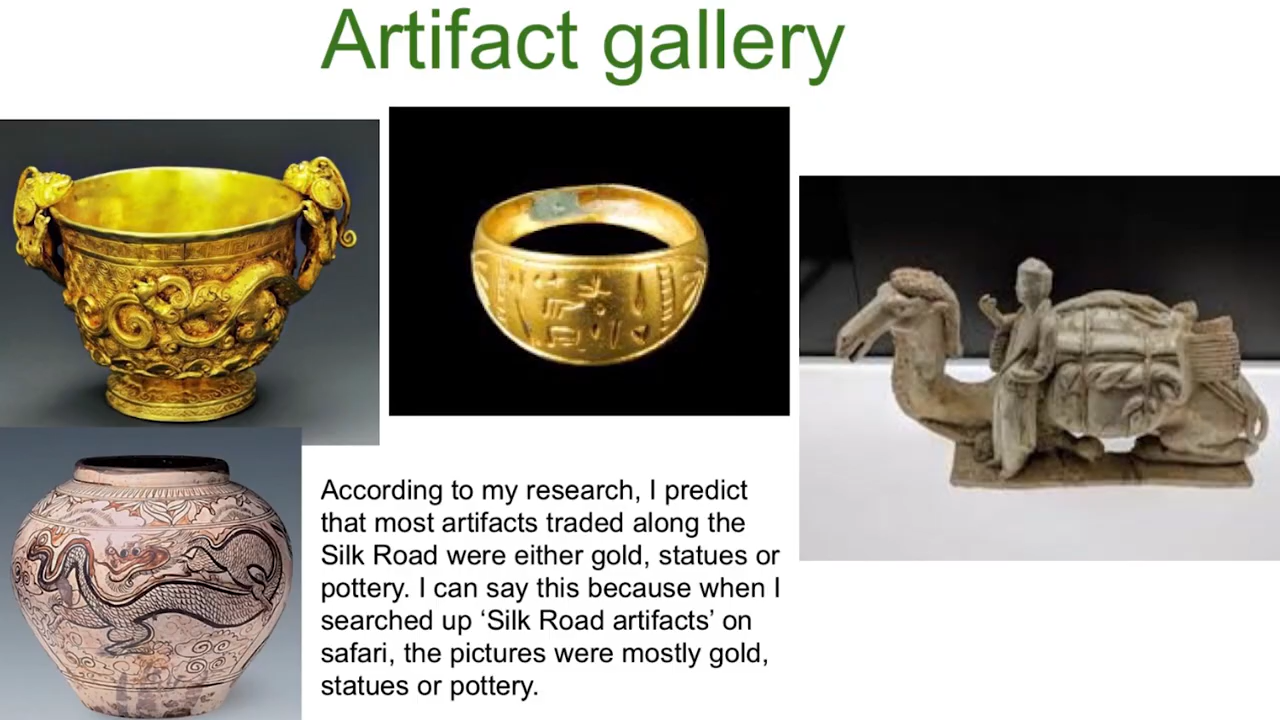 Artifact gallery
According to my research, I predict
that most artifacts traded along the
Silk Road were either gold, statues or
pottery. I can say this because when I
searched up ‘Silk Road artifacts’ on
safari, the pictures were mostly gold,
statues or pottery.